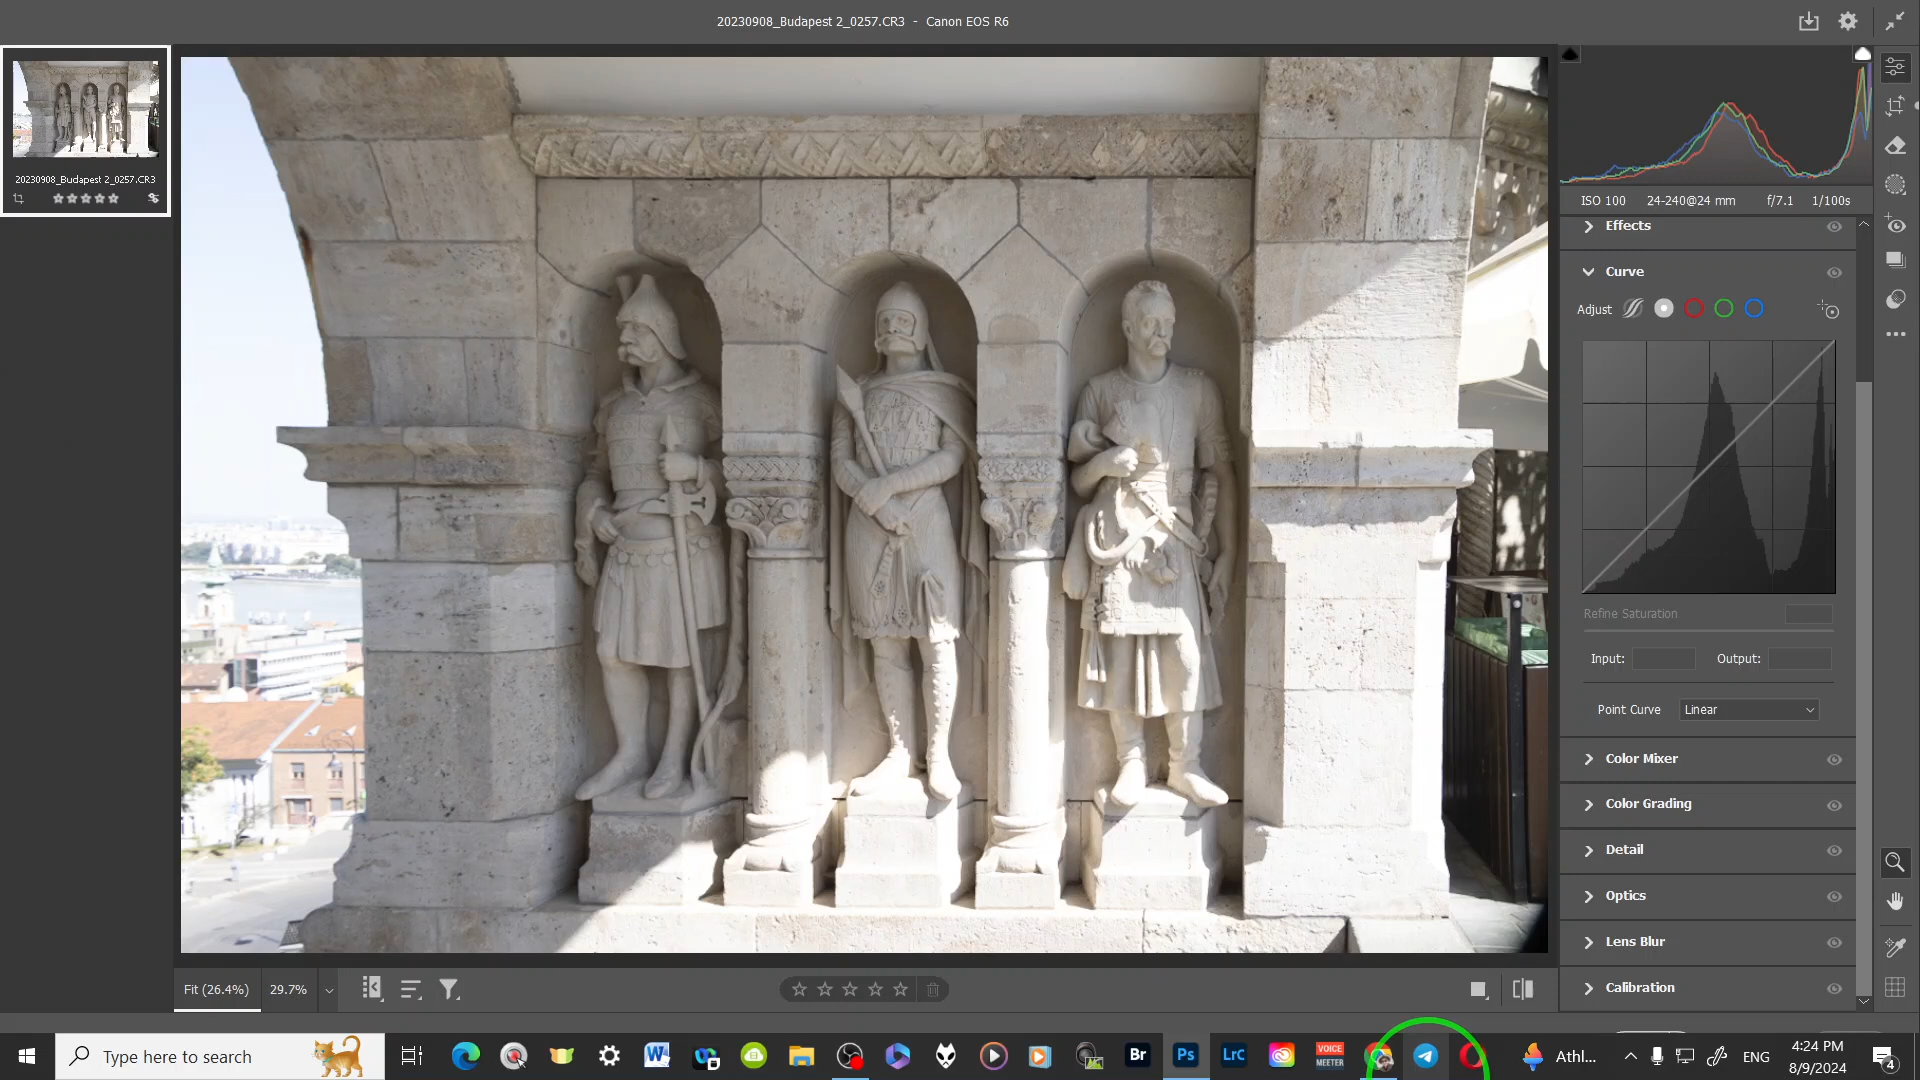 20230908_Budapest 2_0257.CR3 - Canon EOS R6
20230908_Budapest 2_0257.CR3
ISO 100 24-240@24 mm f/7.1 1/100s
Effects
Curve
Adjust
Refine Saturation
Input: Output:
Point Curve Linear
Color Mixer
Color Grading
Detail
Optics
Lens Blur
Calibration
Fit (26.4%) 29.7%
Type here to search
W
Br
Ps
LrC
VOICE
MEETER
Athl...
ENG
4:24 PM
8/9/2024
4